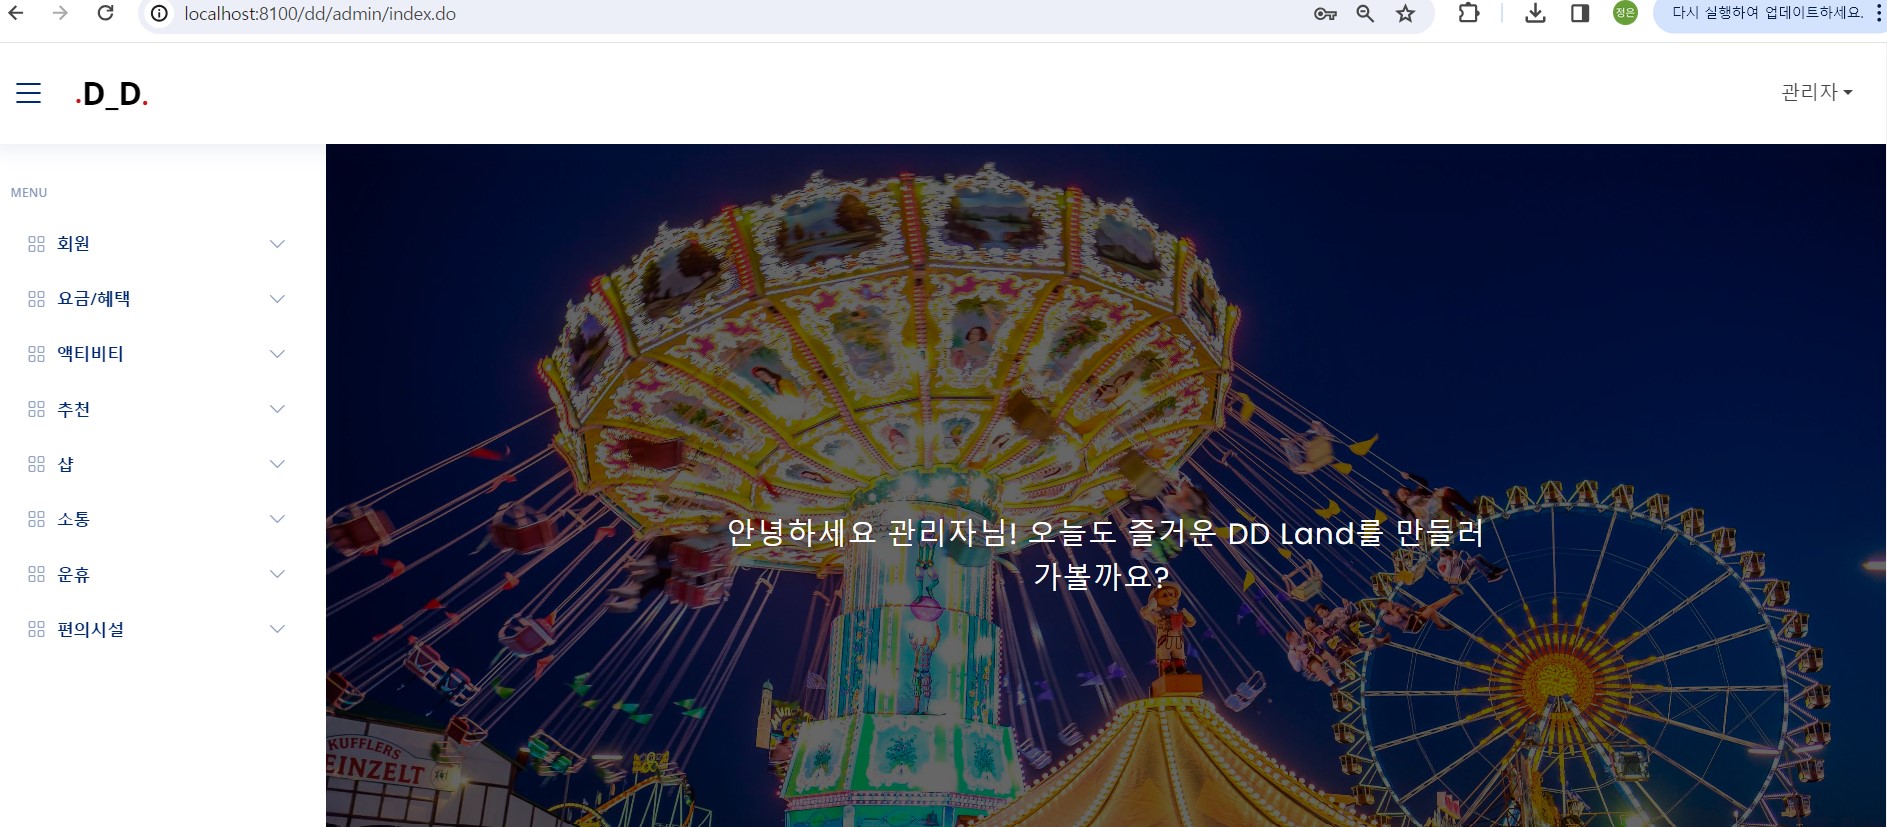 localhost:8100/dd/admin/index.do
정은
다시 실행하여 업데이트하세요.
.D_D.
관리자
MENU
회원
요금/혜택
액티비티
추천
샵
소통
운휴
편의시설
안녕하세요 관리자님! 오늘도 즐거운 DD Land를 만들러
가볼까요?
KUFFLERS
EINZELT